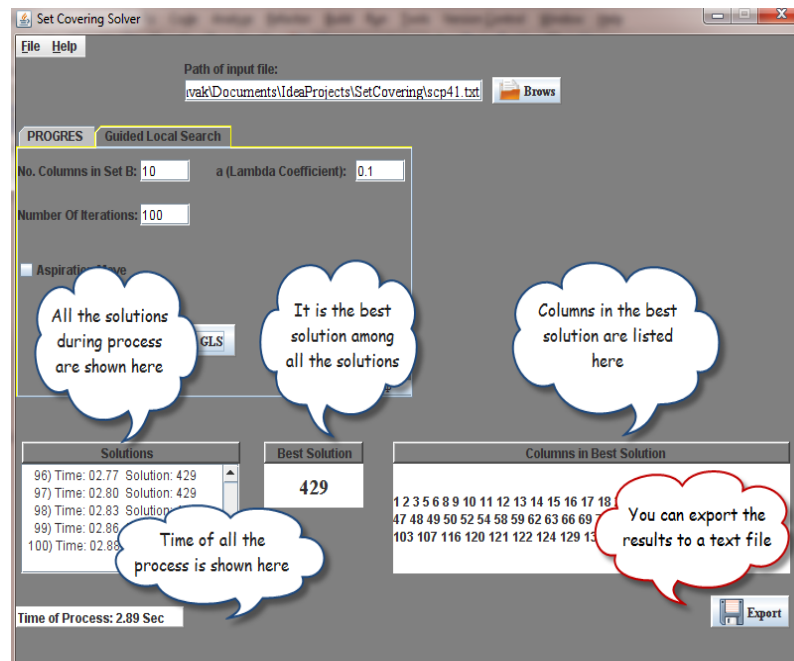 Set Covering Solver
File Help
Path of input file:
ıvak\Documents\IdeaProjects\SetCovering\scp41.txt Brows
PROGRES Guided Local Search
No. Columns in Set B: 10 a (Lambda Coefficient): 0.1
Number Of Iterations: 100
Aspiration Move
All the solutions
during process
are shown here
GLS
It is the best
solution among
all the solutions
Columns in the best
solution are listed
here
Solutions
96) Time: 02.77 Solution: 429
97) Time: 02.80 Solution: 429
98) Time: 02.83
99) Time: 02.86
100) Time: 02.88
Best Solution
429
Columns in Best Solution
1 2 3 5 6 8 9 10 11 12 13 14 15 16 17 18
47 48 49 50 52 54 58 59 62 63 66 69
103 107 116 120 121 122 124 129
You can export the
results to a text file
Time of all the
process is shown here
Time of Process: 2.89 Sec
Export